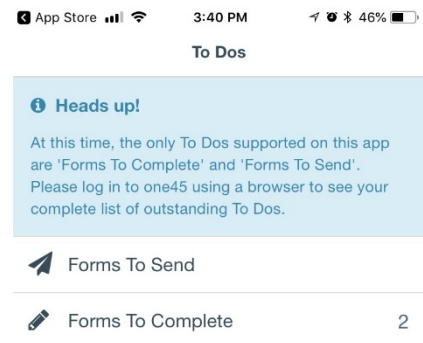 App Store 3:40 PM 46%
To Dos
Heads up!
At this time, the only To Dos supported on this app
are 'Forms To Complete' and 'Forms To Send'.
Please log in to one45 using a browser to see your
complete list of outstanding To Dos.
Forms To Send
Forms To Complete 2